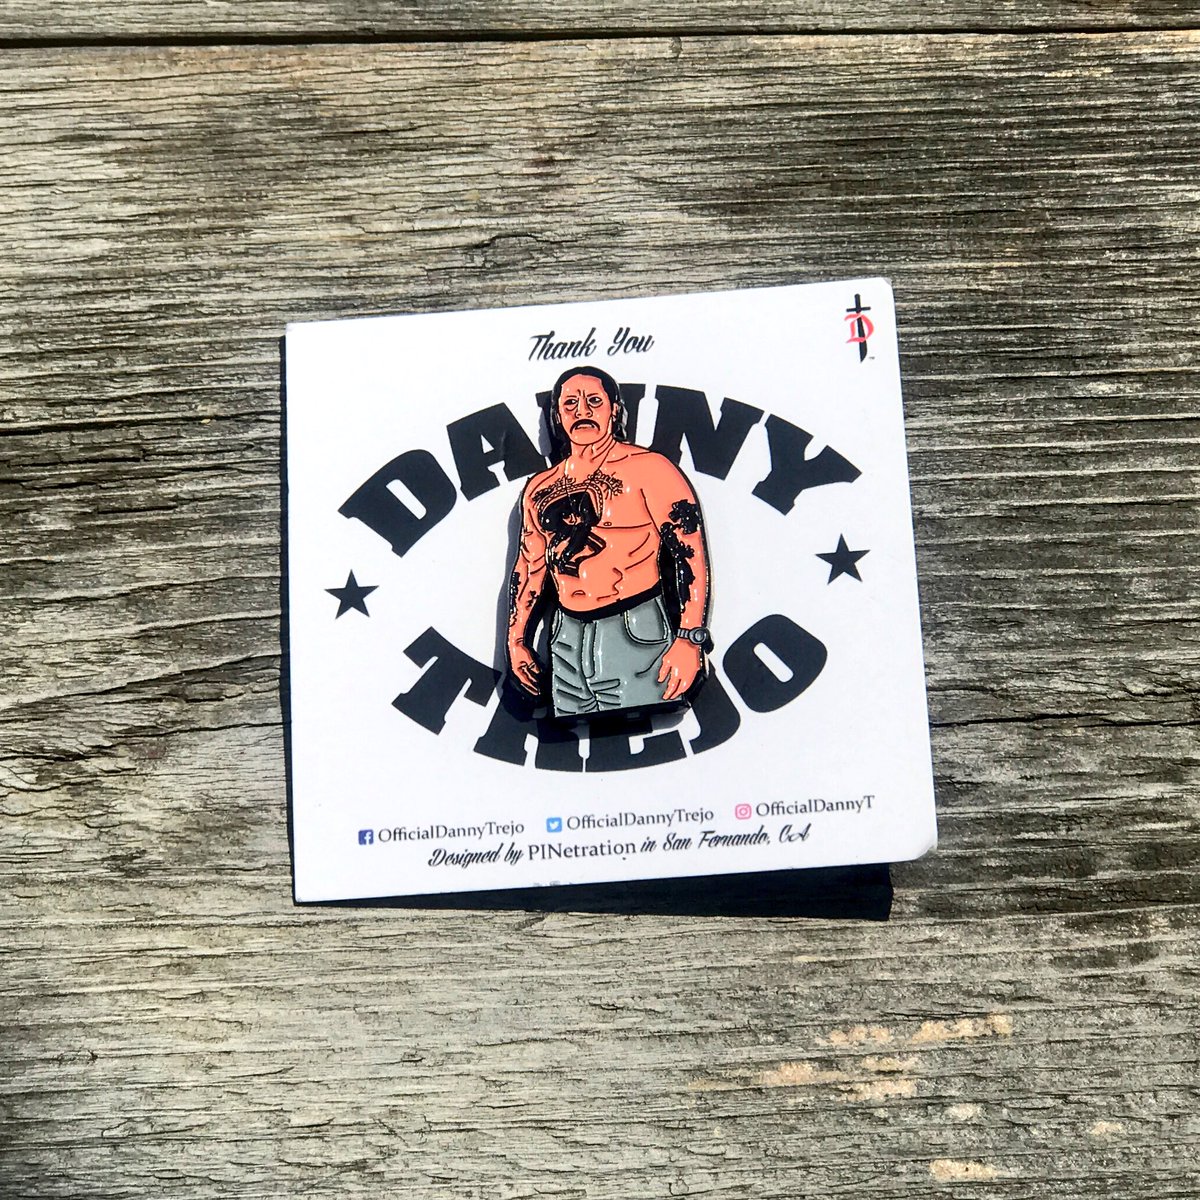 Thank You
D
DANNY
TREJO
OfficialDannyTrejo OfficialDannyTrejo OfficialDannyT
Designed by PINetration in San Fernando, CA